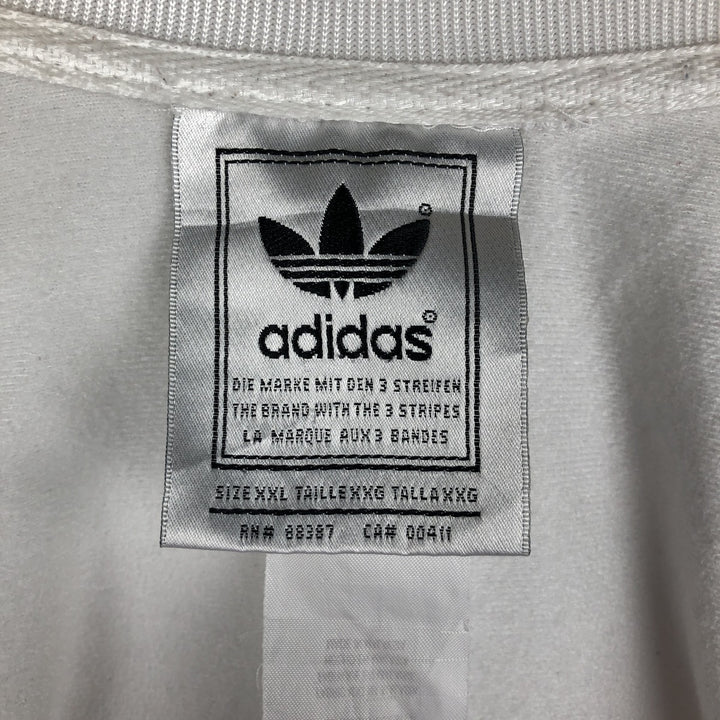 ®
adidas®
DIE MARKE MIT DEN 3 STREIFEN
THE BRAND WITH THE 3 STRIPES
LA MARQUE AUX 3 BANDES
SIZE XXL TAILLE XXG TALLA XXG
RN# 88387 CA# 00411